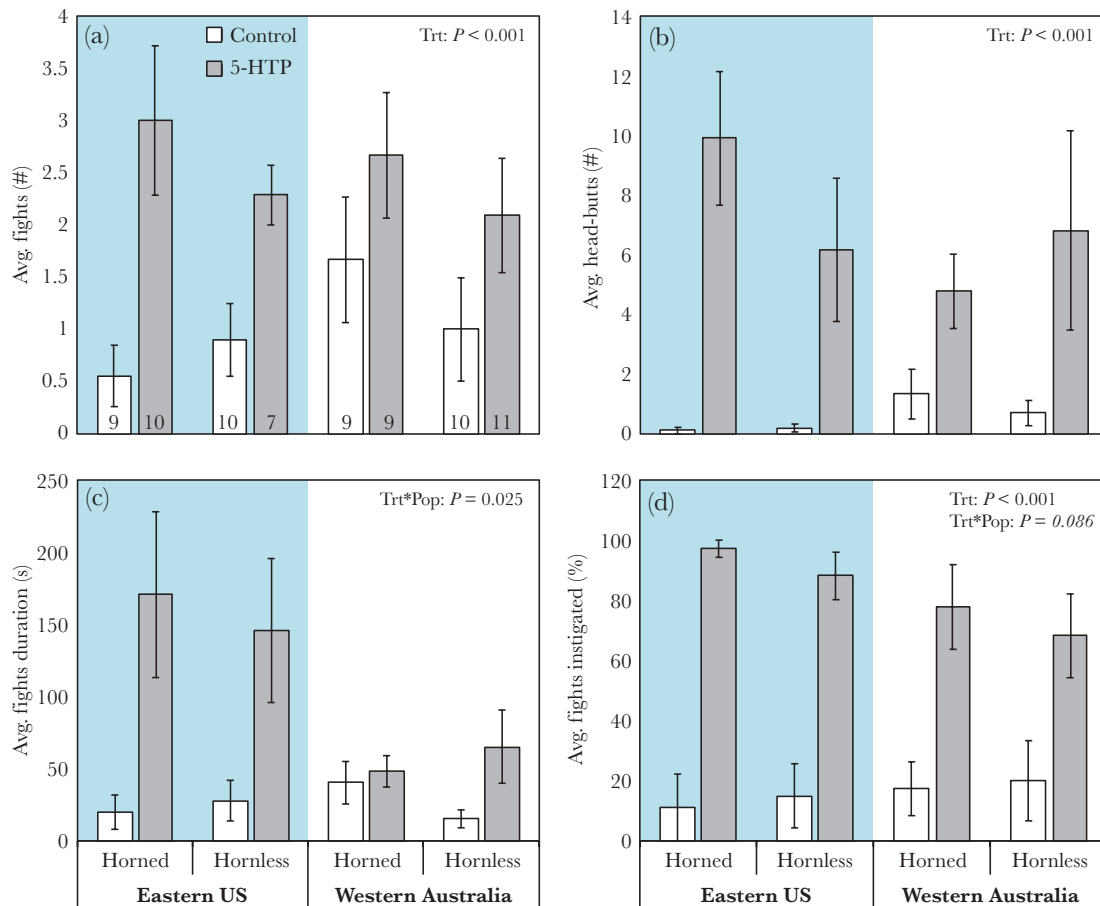 (a)
Control
5-HTP
Trt: P < 0.001
Avg. fights (#)
4
3.5
3
2.5
2
1.5
1
0.5
0
9 10 10 7 9 9 10 11
(b)
Trt: P < 0.001
Avg. head-butts (#)
14
12
10
8
6
4
2
0
(c)
Trt*Pop: P = 0.025
Avg. fights duration (s)
250
200
150
100
50
0
Horned Hornless Horned Hornless
Eastern US Western Australia
(d)
Trt: P < 0.001
Trt*Pop: P = 0.086
Avg. fights instigated (%)
120
100
80
60
40
20
0
Horned Hornless Horned Hornless
Eastern US Western Australia